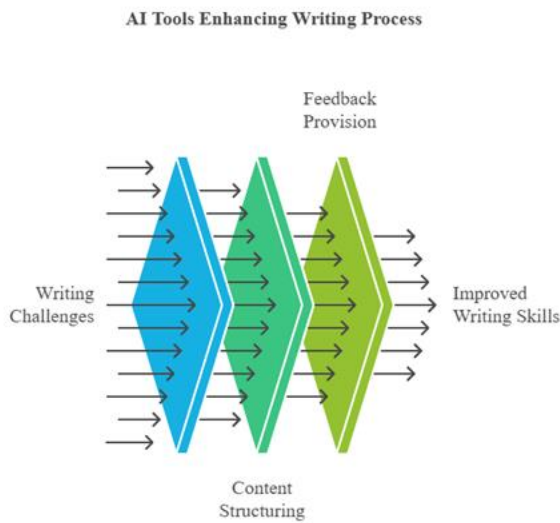 AI Tools Enhancing Writing Process
Feedback
Provision
Writing
Challenges
Improved
Writing Skills
Content
Structuring